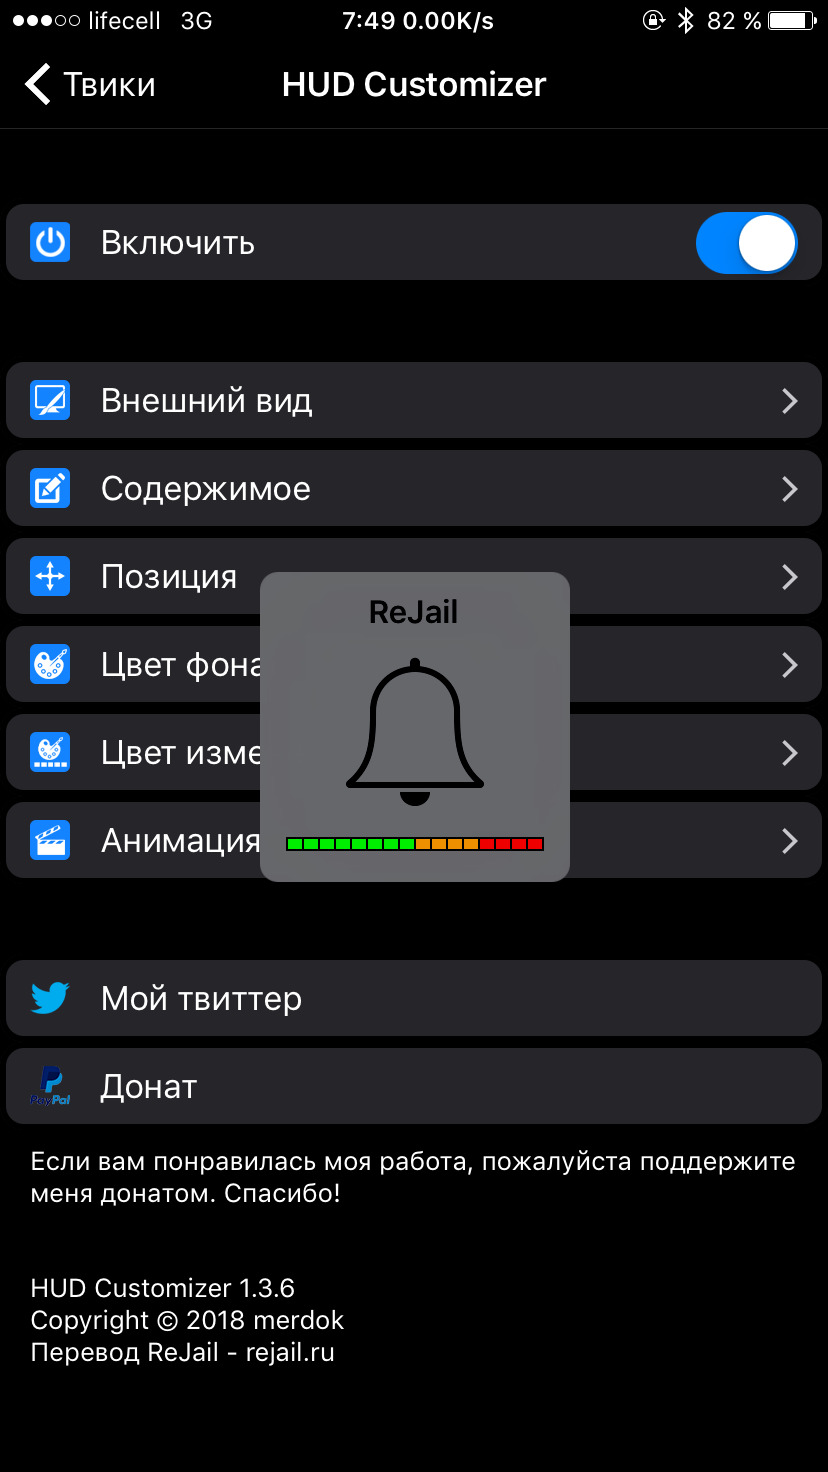 lifecell 3G 7:49 0.00K/s 82 %
Твики HUD Customizer
Включить
Внешний вид
Содержимое
Позиция
ReJail
Цвет фона
Цвет изме
Анимация
Мой твиттер
PayPal
Донат
Если вам понравилась моя работа, пожалуйста поддержите
меня донатом. Спасибо!
HUD Customizer 1.3.6
Copyright © 2018 merdok
Перевод ReJail - rejail.ru